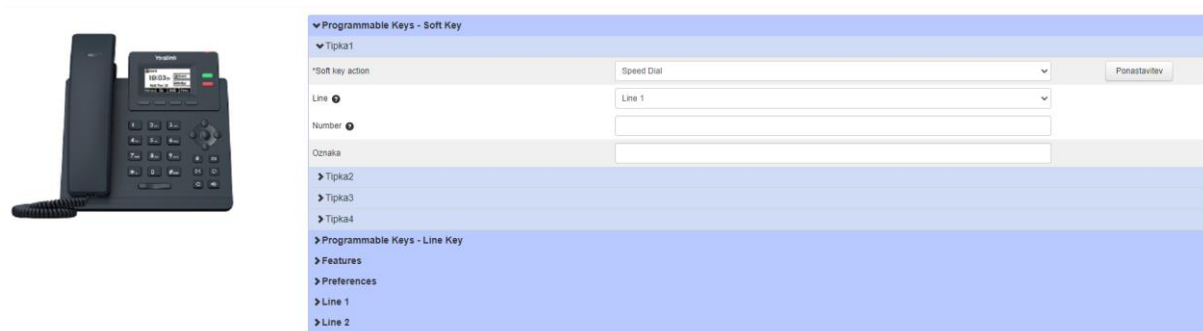 Yealink
Programmable Keys - Soft Key
Tipka1
*Soft key action Speed Dial Ponastavitev
Line Line 1
Number
Oznaka
Tipka2
Tipka3
Tipka4
Programmable Keys - Line Key
Features
Preferences
Line 1
Line 2